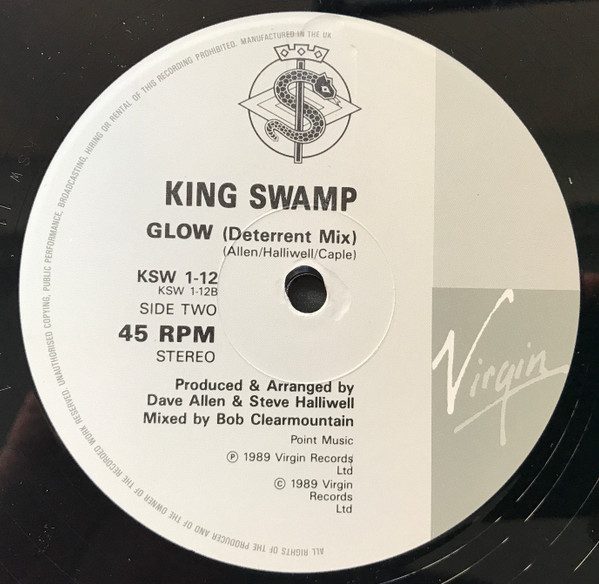 KING SWAMP
GLOW (Deterrent Mix)
(Allen/Halliwell/Caple)
KSW 1-12
KSW 1-12B
SIDE TWO
45 RPM
STEREO
Produced & Arranged by
Dave Allen & Steve Halliwell
Mixed by Bob Clearmountain
Point Music
℗ 1989 Virgin Records
Ltd
© 1989 Virgin
Records
Ltd
Virgin
ALL RIGHTS OF THE PRODUCER AND OF THE OWNER OF THE RECORDED WORK RESERVED. UNAUTHORISED COPYING, PUBLIC PERFORMANCE, BROADCASTING, HIRING OR RENTAL OF THIS RECORDING PROHIBITED. MANUFACTURED IN THE UK